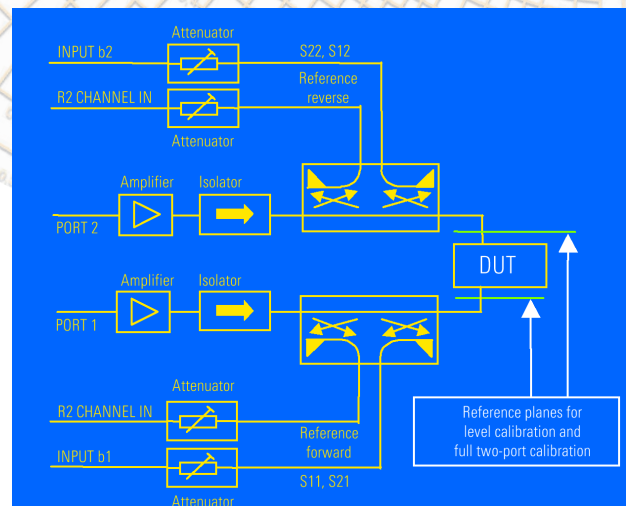 Attenuator
INPUT b2
S22, S12
Reference
reverse
R2 CHANNEL IN
Attenuator
Amplifier
Isolator
PORT 2
DUT
Amplifier
Isolator
PORT 1
Attenuator
R2 CHANNEL IN
Reference
forward
INPUT b1
S11, S21
Attenuator
Reference planes for
level calibration and
full two-port calibration